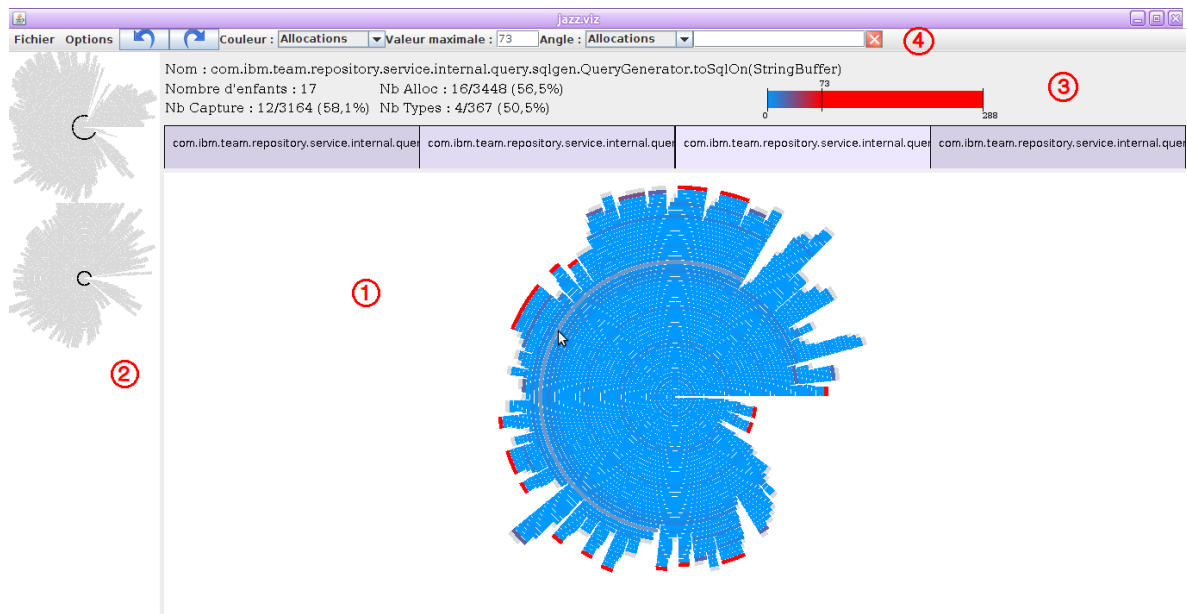 jazz.viz
Fichier Options Couleur : Allocations Valeur maximale : 73 Angle : Allocations ④
Nom : com.ibm.team.repository.service.internal.query.sqlgen.QueryGenerator.toSqlOn(StringBuffer)
Nombre d'enfants : 17 Nb Alloc : 16/3448 (56,5%)
Nb Capture : 12/3164 (58,1%) Nb Types : 4/367 (50,5%)
73
0 288
③
com.ibm.team.repository.service.internal.quer com.ibm.team.repository.service.internal.quer com.ibm.team.repository.service.internal.quer com.ibm.team.repository.service.internal.quer
①
②